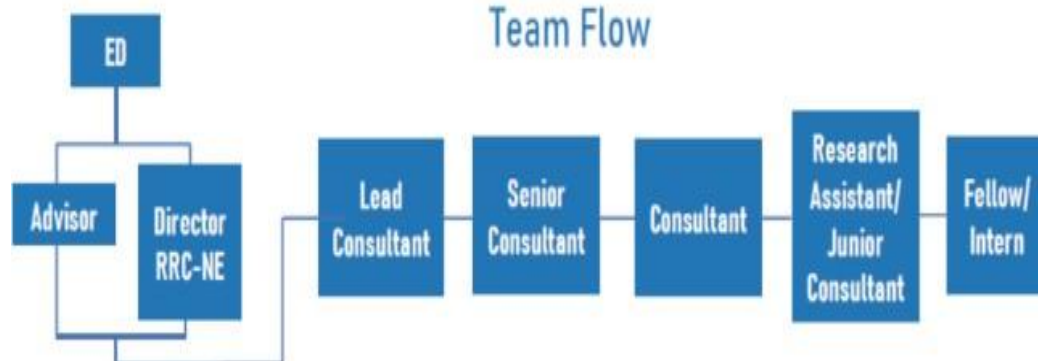 Team Flow
ED
Advisor
Director
RRC-NE
Lead
Consultant
Senior
Consultant
Consultant
Research
Assistant/
Junior
Consultant
Fellow/
Intern